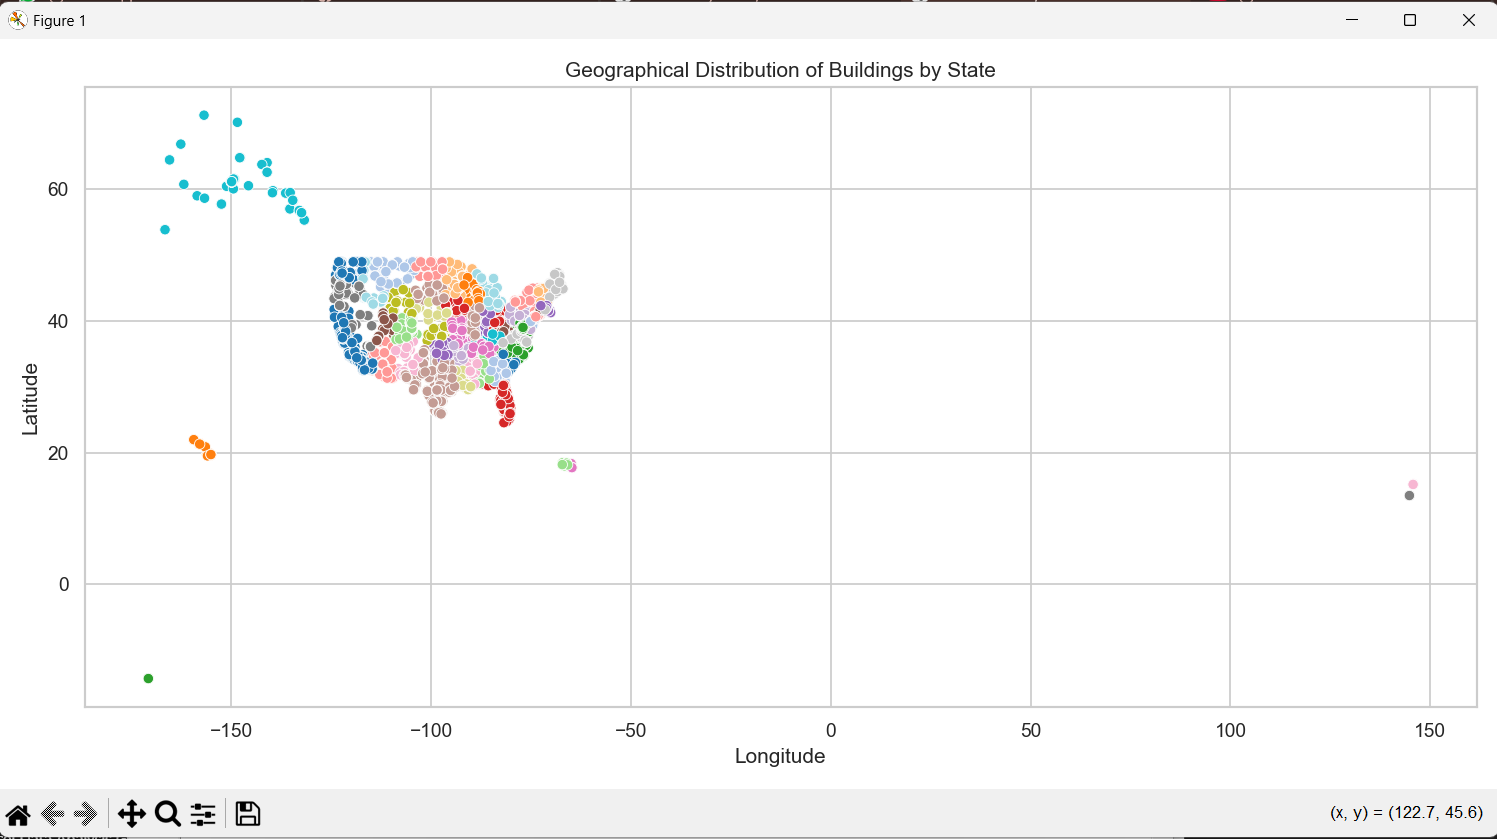 Figure 1
Geographical Distribution of Buildings by State
Latitude
60
40
20
0
−150
−100
−50
0
50
100
150
Longitude
(x, y) = (122.7, 45.6)